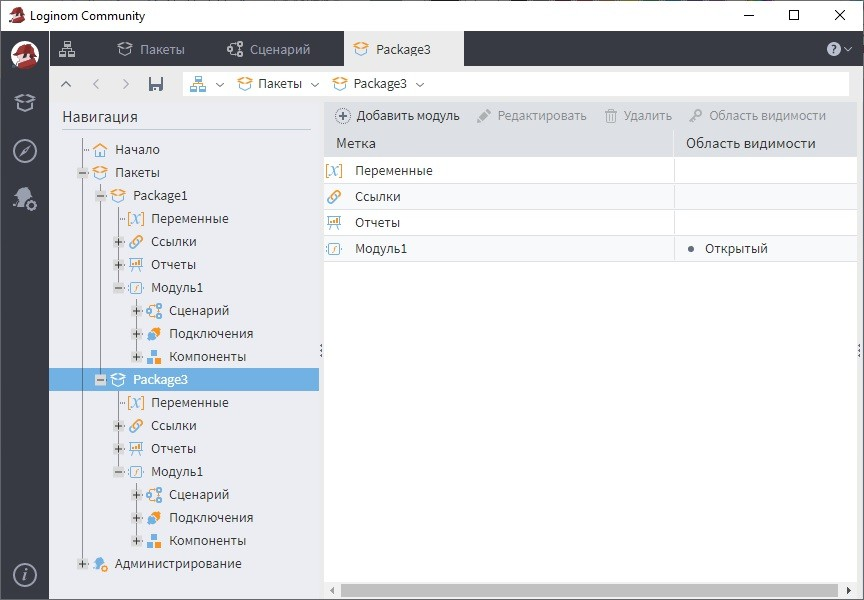 Loginom Community
Пакеты
Сценарий
Package3
?
Пакеты
Package3
Навигация
Начало
Пакеты
Package1
[x] Переменные
Ссылки
Отчеты
Модуль1
Сценарий
Подключения
Компоненты
Package3
[x] Переменные
Ссылки
Отчеты
Модуль1
Сценарий
Подключения
Компоненты
Администрирование
i
Добавить модуль
Редактировать
Удалить
Область видимости
Метка
Область видимости
[x] Переменные
Ссылки
Отчеты
Модуль1
Открытый